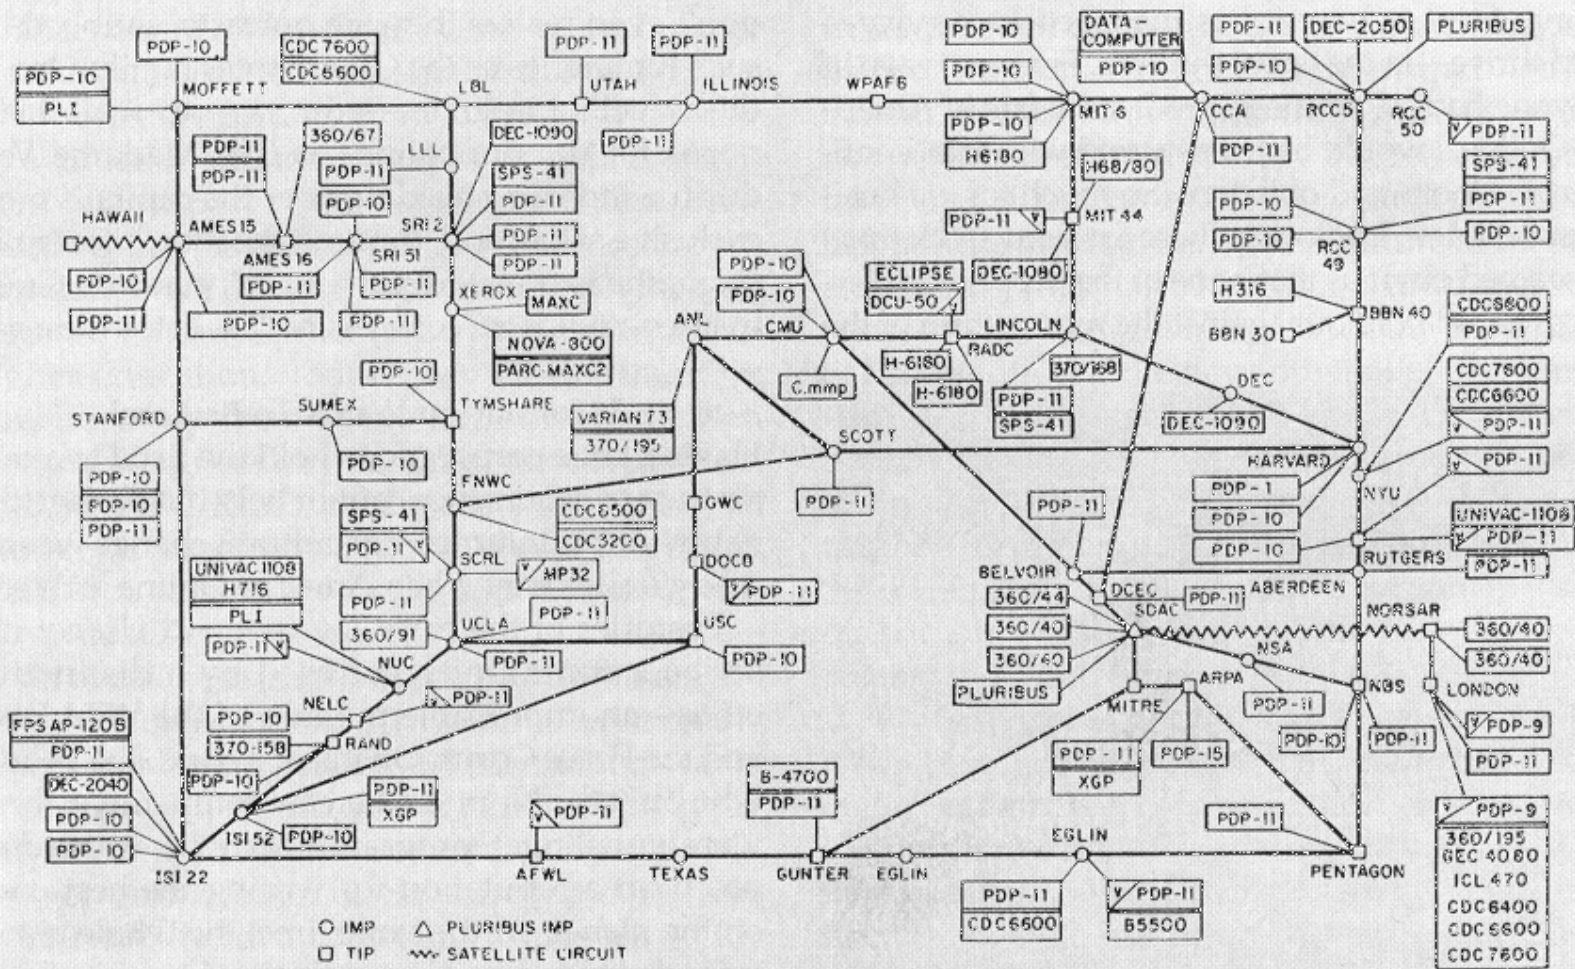 PDP-10
CDC 7600
CDC6600
PDP-11
PDP-11
PDP-10
DATA-
COMPUTER
PDP-10
PDP-11
DEC-2050
PLURIBUS
PDP-10
PLI
MOFFETT
LBL
UTAH
ILLINOIS
WPAFB
PDP-10
PDP-10
H6180
MIT 6
CCA
PDP-10
RCC 5
RCC
50
PDP-11
PDP-11
PDP-11
PDP-11
360/67
LLL
PDP-11
DEC-1090
SPS-41
PDP-11
PDP-11
PDP-11
H68/80
PDP-11
MIT 44
DEC-1080
SPS-41
PDP-11
PDP-10
PDP-10
PDP-10
RCC
49
HAWAII
AMES 15
PDP-11
AMES 16
PDP-10
SRI 51
SRI 2
PDP-10
PDP-11
PDP-10
PDP-11
PDP-11
XEROX
MAXC
NOVA-800
PARC-MAXC2
PDP-10
PDP-10
ANL
CMU
C.mmp
ECLIPSE
DCU-50
RADC
H-6180
H-6180
LINCOLN
370/168
PDP-11
SPS-41
H316
BBN 40
BBN 30
CDC6600
PDP-11
CDC7600
CDC6600
PDP-11
PDP-11
DEC
DEC-1090
STANFORD
SUMEX
PDP-10
TYMSHARE
PDP-10
PDP-10
PDP-10
PDP-11
VARIAN 73
370/195
SCOTT
PDP-11
HARVARD
PDP-1
PDP-10
PDP-10
NYU
UNIVAC-1108
PDP-11
RUTGERS
PDP-11
FNWC
CDC6500
CDC3200
GWC
SPS-41
PDP-11
SCRL
MP32
PDP-11
DOCB
PDP-11
PDP-11
BELVOIR
DCEC
PDP-11
ABERDEEN
UNIVAC 1108
H716
PLI
PDP-11
360/91
UCLA
PDP-11
PDP-11
USC
PDP-10
360/44
360/40
360/40
PLURIBUS
SDAC
NORSAR
360/40
360/40
NUC
NSA
PDP-11
NBS
PDP-10
PDP-11
LONDON
PDP-9
PDP-11
NELC
PDP-11
PDP-10
370-158
RAND
PDP-10
MITRE
ARPA
PDP-11
XGP
PDP-15
FPS AP-120B
PDP-11
DEC-2040
PDP-10
PDP-10
ISI 52
PDP-10
PDP-11
XGP
PDP-11
B-4700
PDP-11
PDP-11
PDP-9
360/195
GEC 4080
ICL 470
CDC6400
CDC6600
CDC7600
ISI 22
AFWL
TEXAS
GUNTER
EGLIN
EGLIN
PDP-11
CDC6600
PDP-11
B5500
PENTAGON
IMP
PLURIBUS IMP
TIP
SATELLITE CIRCUIT